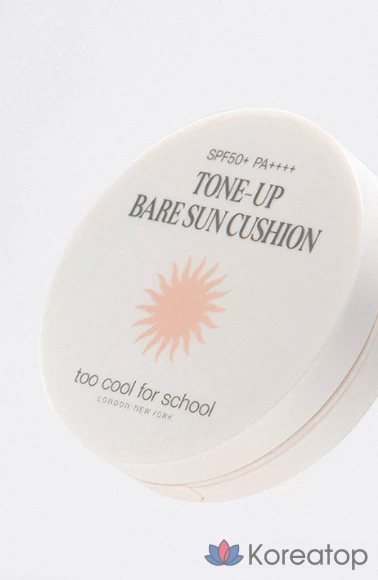 SPF50+ PA++++
TONE-UP
BARE SUN CUSHION
too cool for school
LONDON NEW YORK
Koreatop